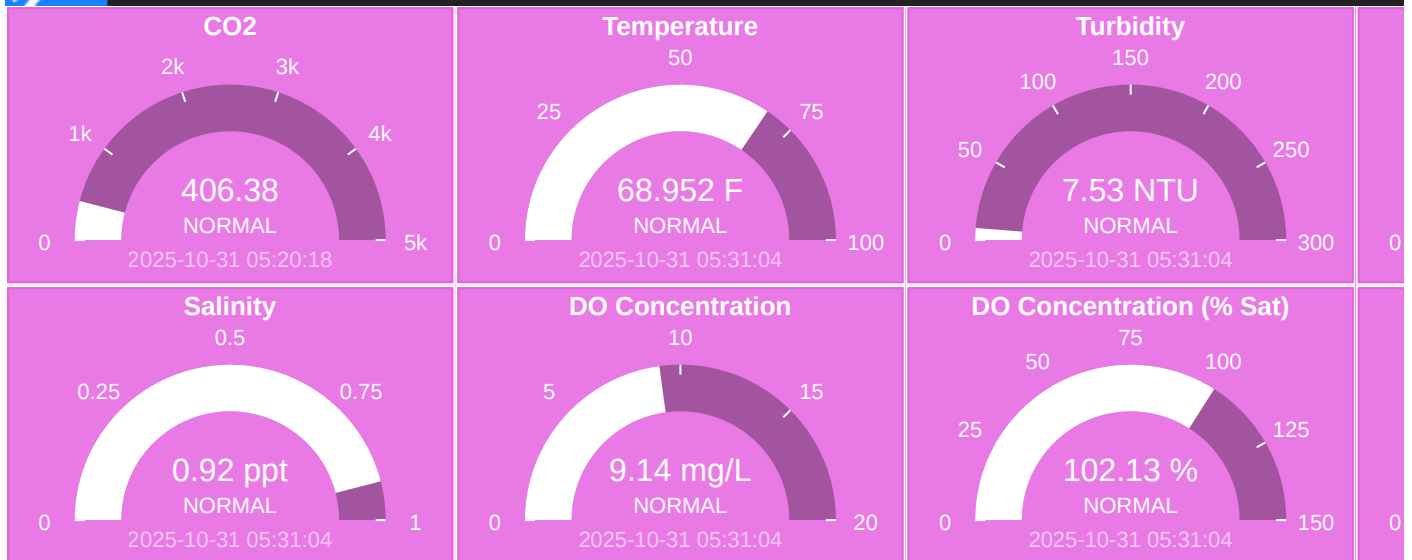 CO2
0
1k
2k
3k
4k
5k
406.38
NORMAL
2025-10-31 05:20:18
Temperature
0
25
50
75
100
68.952 F
NORMAL
2025-10-31 05:31:04
Turbidity
0
50
100
150
200
250
300
7.53 NTU
NORMAL
2025-10-31 05:31:04
0
Salinity
0
0.25
0.5
0.75
1
0.92 ppt
NORMAL
2025-10-31 05:31:04
DO Concentration
0
5
10
15
20
9.14 mg/L
NORMAL
2025-10-31 05:31:04
DO Concentration (% Sat)
0
25
50
75
100
125
150
102.13 %
NORMAL
2025-10-31 05:31:04
0